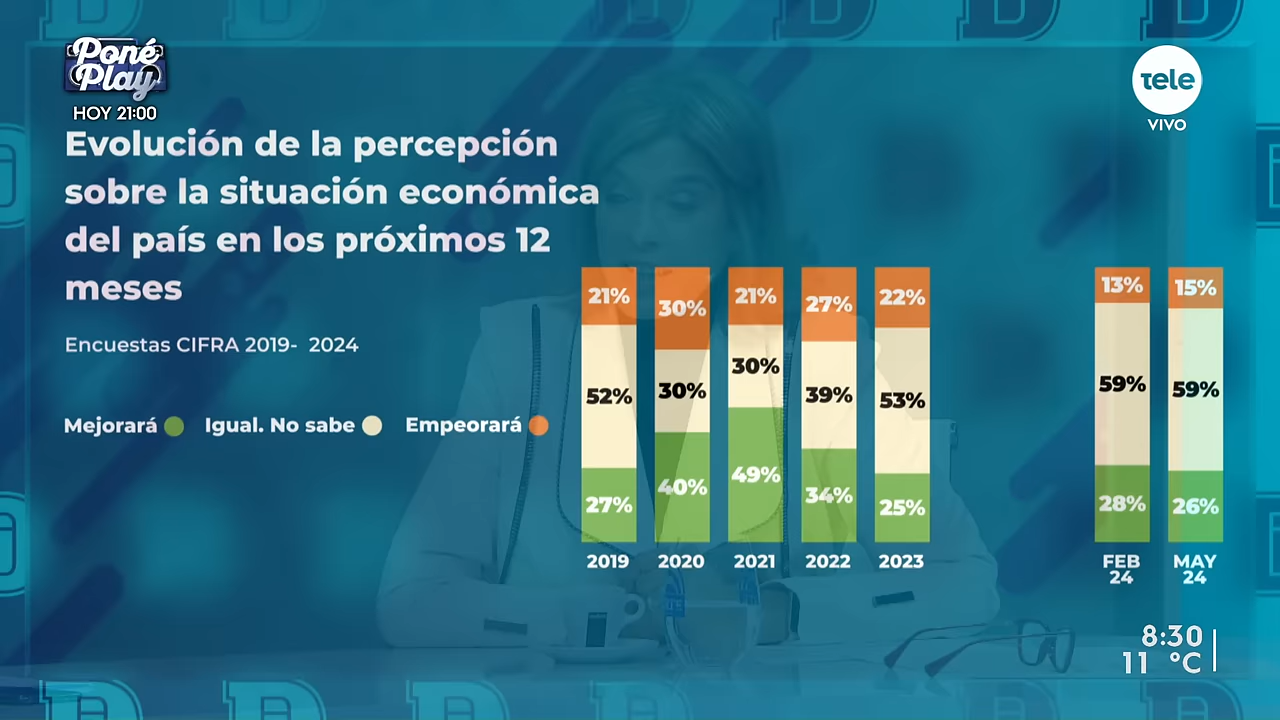 Poné
Play
HOY 21:00
tele
VIVO
Evolución de la percepción
sobre la situación económica
del país en los próximos 12
meses
Encuestas CIFRA 2019- 2024
Mejorará
Igual. No sabe
Empeorará
21% 30% 21% 27% 22% 13% 15%
52% 30% 30% 39% 53% 59% 59%
27% 40% 49% 34% 25% 28% 26%
2019 2020 2021 2022 2023 FEB 24 MAY 24
8:30
11 °C